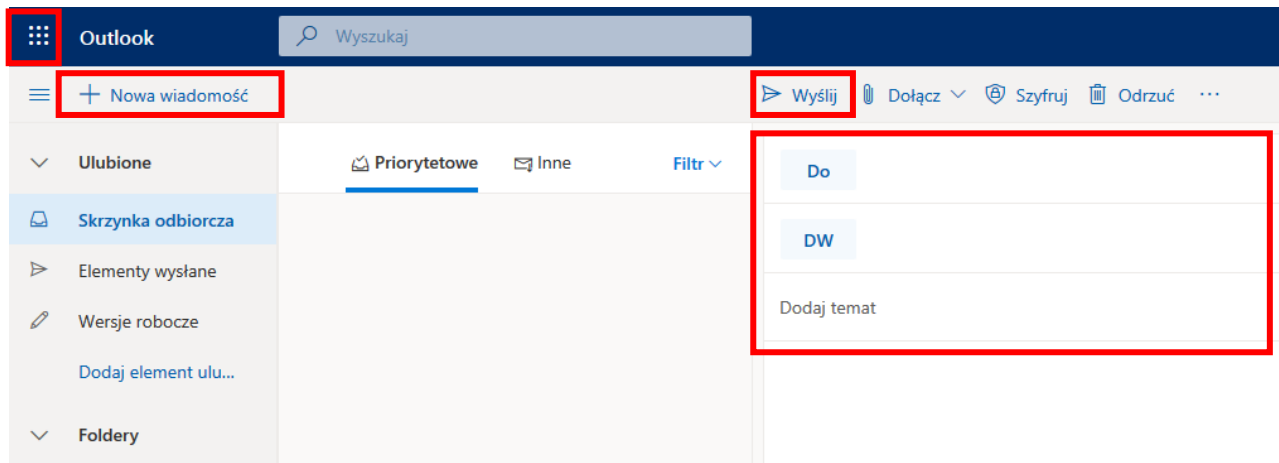 Outlook
Wyszukaj
Nowa wiadomość
Wyślij Dołącz Szyfruj Odrzuć ...
Ulubione
Priorytetowe Inne Filtr
Do
Skrzynka odbiorcza
DW
Elementy wysłane
Dodaj temat
Wersje robocze
Dodaj element ulu...
Foldery